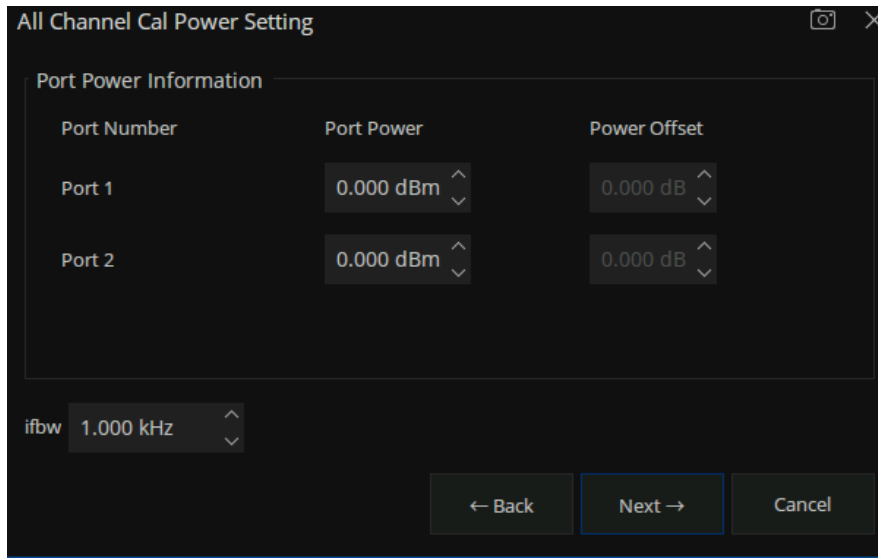 All Channel Cal Power Setting
Port Power Information
Port Number Port Power Power Offset
Port 1 0.000 dBm 0.000 dB
Port 2 0.000 dBm 0.000 dB
ifbw 1.000 kHz
← Back Next → Cancel